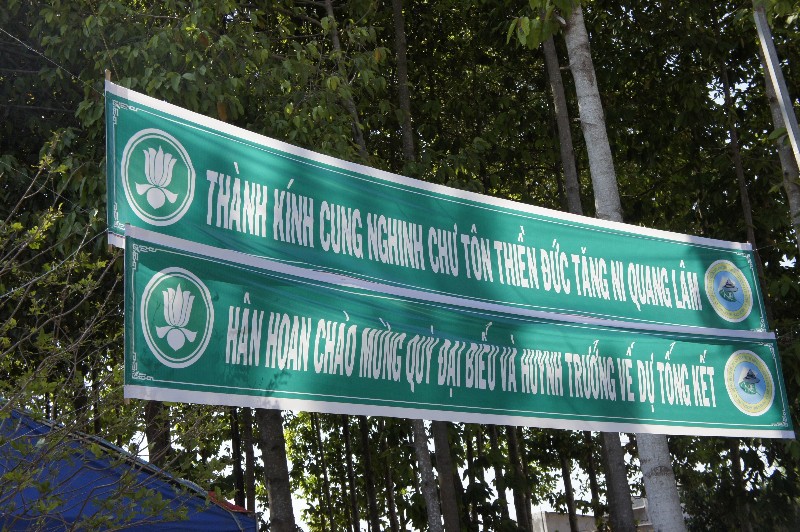 THÀNH KÍNH CUNG NGHINH CHƯ TÔN THIỀN ĐỨC TĂNG NI QUANG LÂM
HÂN HOAN CHÀO MỪNG QUÝ ĐẠI BIỂU VÀ HUYNH TRƯỞNG VỀ DỰ TỔNG KẾT